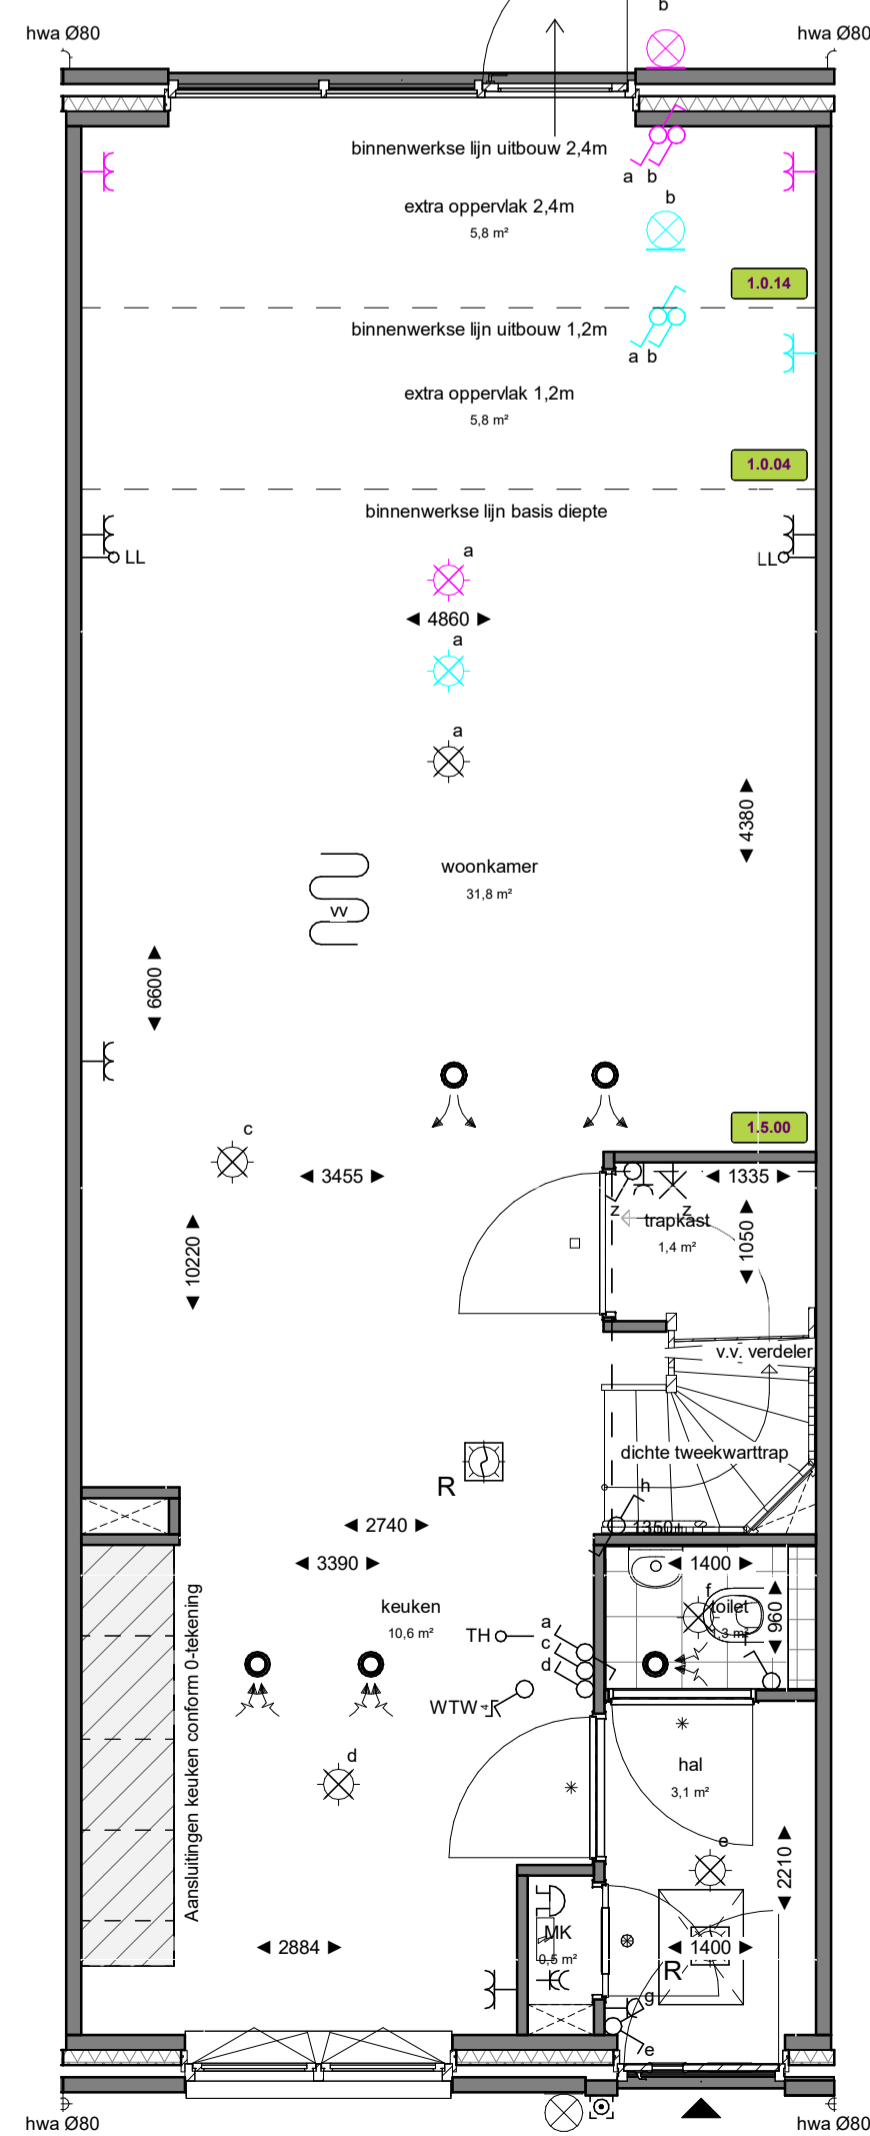 b
hwa Ø80
hwa Ø80
binnenwerkse lijn uitbouw 2,4m
a b
extra oppervlak 2,4m
b
5,8 m²
1.0.14
binnenwerkse lijn uitbouw 1,2m
a b
extra oppervlak 1,2m
5,8 m²
1.0.04
binnenwerkse lijn basis diepte
LL
LL
a
4860
a
a
4380
woonkamer
31,8 m²
vv
6600
1.5.00
c
3455
1335
z
z
trapkast
1,4 m²
1050
10220
v.v. verdeler
dichte tweekwarttrap
h
R
2740
1350+
3390
1400
f
keuken
10,6 m²
toilet
960
TH
a
c
d
f
WTW
Aansluitingen keuken conform 0-tekening
hal
3,1 m²
d
e
2210
MK
0,5 m²
2884
1400
R
g
e
hwa Ø80
hwa Ø80